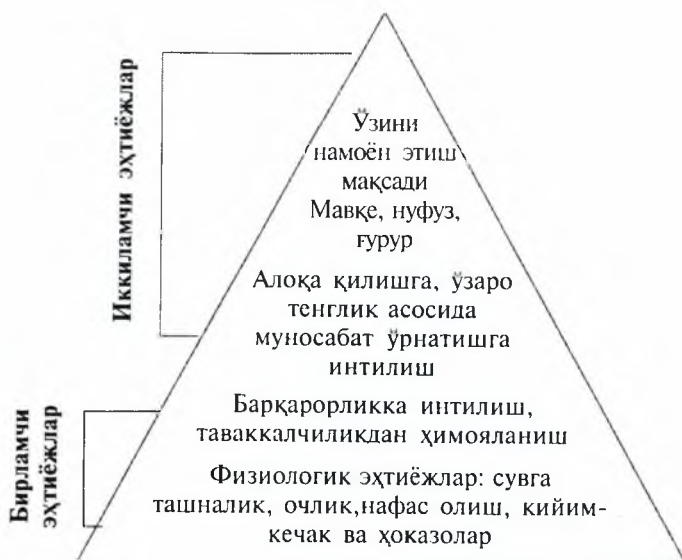 Иккиламчи эҳтиёжлар
Ўзини
намоён этиш
мақсади
Мавқе, нуфуз,
ғурур
Алоқа қилишга, ўзаро
тенглик асосида
муносабат ўрнатишга
интилиш
Бирламчи
эҳтиёжлар
Барқарорликка интилиш,
таваккалчиликдан ҳимояланиш
Физиологик эҳтиёжлар: сувга
ташналик, очлик,нафас олиш, кийим-
кечак ва ҳоказолар